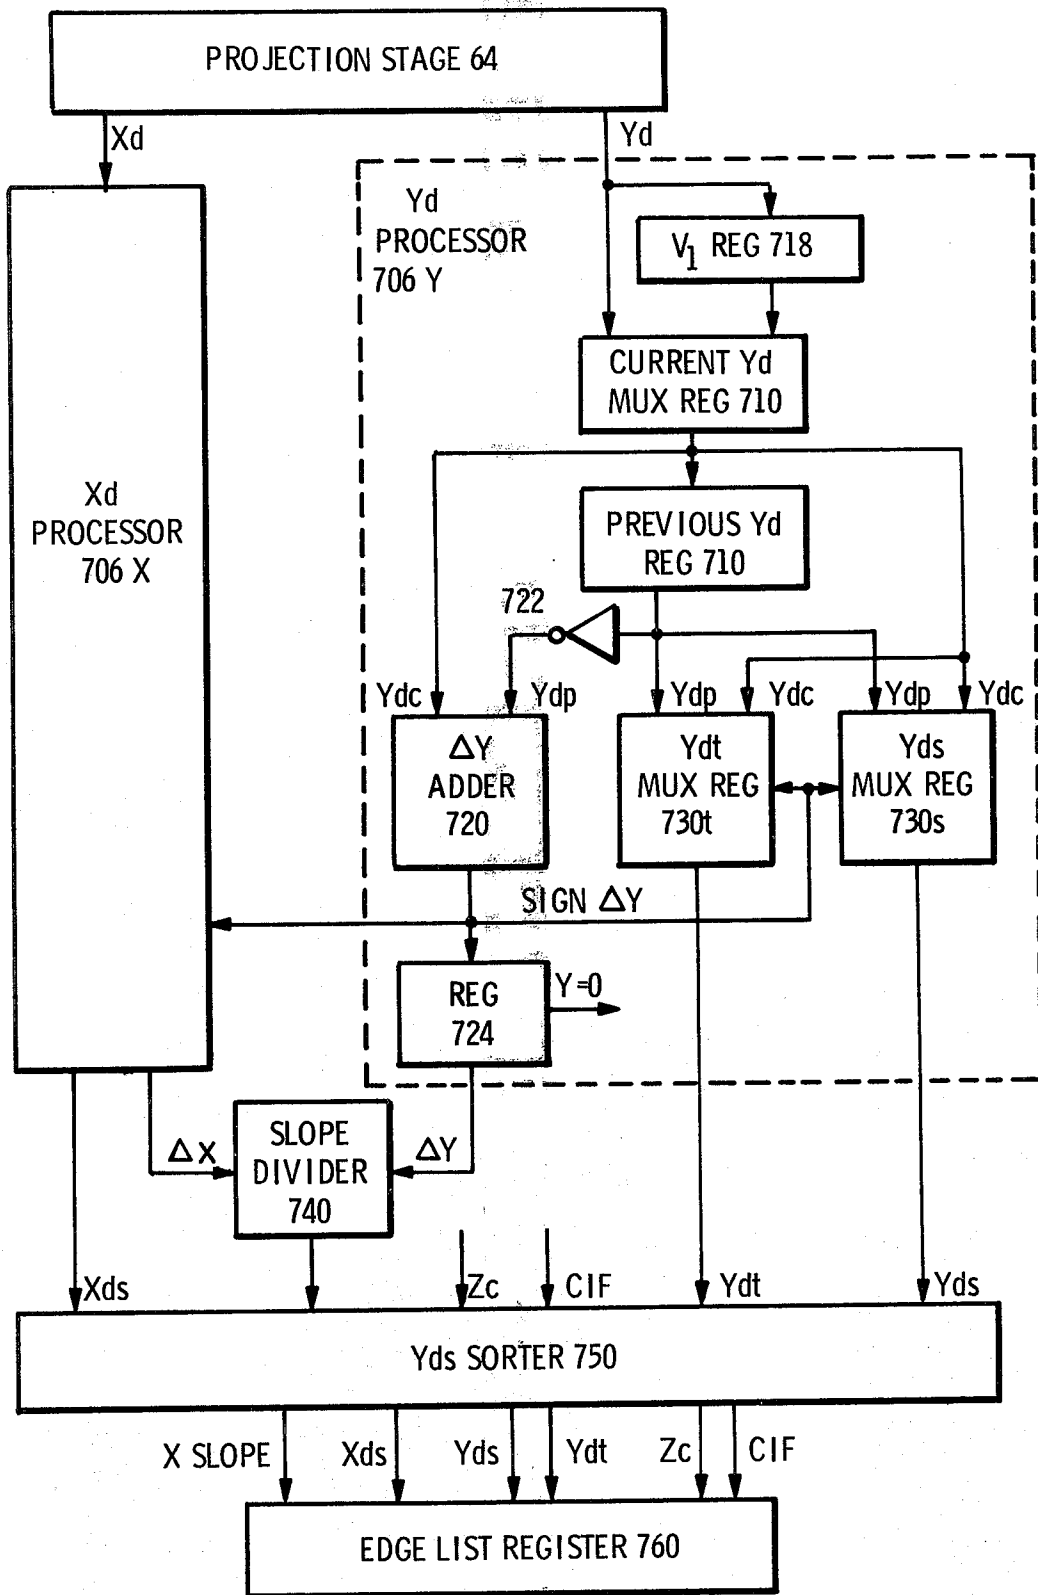 PROJECTION STAGE 64
Xd
Yd
Yd
PROCESSOR
706 Y
V1 REG 718
CURRENT Yd
MUX REG 710
Xd
PROCESSOR
706 X
PREVIOUS Yd
REG 710
722
Ydc
Ydp
Ydp
Ydc
Ydp
Ydc
ΔY
ADDER
720
Ydt
MUX REG
730t
Yds
MUX REG
730s
SIGN ΔY
REG
724
Y=0
ΔX
SLOPE
DIVIDER
740
ΔY
Xds
Zc
CIF
Ydt
Yds
Yds SORTER 750
X SLOPE
Xds
Yds
Ydt
Zc
CIF
EDGE LIST REGISTER 760